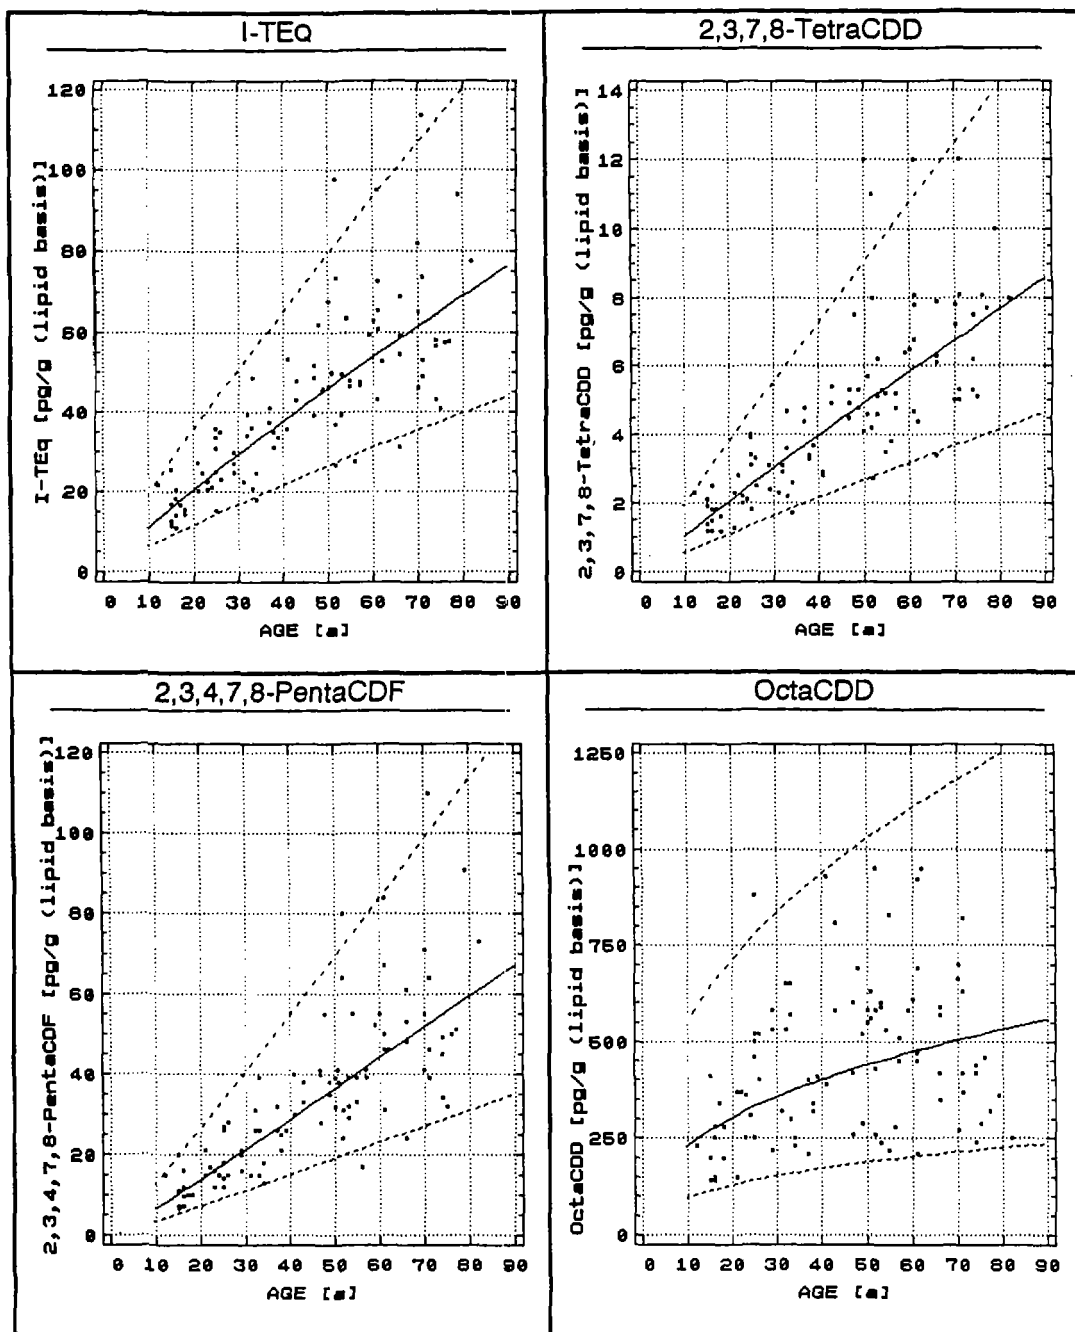 I-TEQ
I-TEq [pg/g (lipid basis)]
120
100
80
60
40
20
0
0 10 20 30 40 50 60 70 80 90
AGE [a]
2,3,7,8-TetraCDD
2,3,7,8-TetraCDD [pg/g (lipid basis)]
14
12
10
8
6
4
2
0
0 10 20 30 40 50 60 70 80 90
AGE [a]
2,3,4,7,8-PentaCDF
2,3,4,7,8-PentaCDF [pg/g (lipid basis)]
120
100
80
60
40
20
0
0 10 20 30 40 50 60 70 80 90
AGE [a]
OctaCDD
OctaCDD [pg/g (lipid basis)]
1250
1000
750
500
250
0
0 10 20 30 40 50 60 70 80 90
AGE [a]